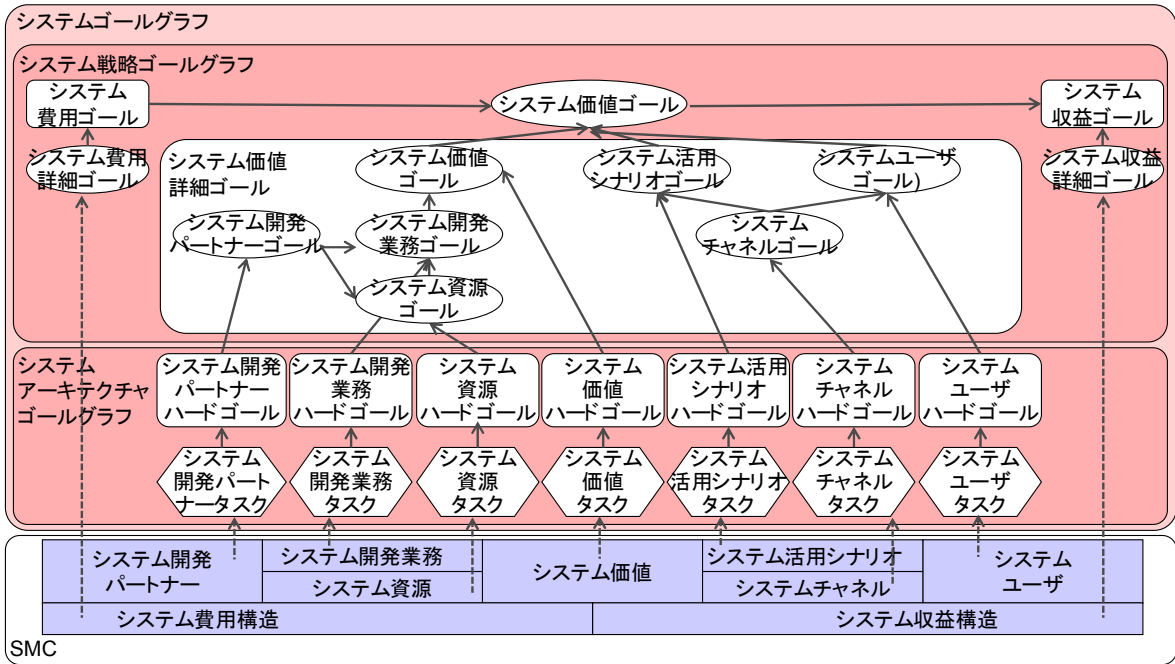 システムゴールグラフ
システム戦略ゴールグラフ
システム
費用ゴール
システム価値ゴール
システム
収益ゴール
システム費用
詳細ゴール
システム価値
詳細ゴール
システム価値
ゴール
システム活用
シナリオゴール
システムユーザ
ゴール)
システム収益
詳細ゴール
システム開発
パートナーゴール
システム開発
業務ゴール
システム
チャネルゴール
システム資源
ゴール
システム
アーキテクチャ
ゴールグラフ
システム開発
パートナー
ハードゴール
システム開発
業務
ハードゴール
システム
資源
ハードゴール
システム
価値
ハードゴール
システム活用
シナリオ
ハードゴール
システム
チャネル
ハードゴール
システム
ユーザ
ハードゴール
システム
開発パート
ナータスク
システム
開発業務
タスク
システム
資源
タスク
システム
価値
タスク
システム
活用シナリオ
タスク
システム
チャネル
タスク
システム
ユーザ
タスク
システム開発
パートナー
システム開発業務
システム資源
システム価値
システム活用シナリオ
システムチャネル
システム
ユーザ
システム費用構造
システム収益構造
SMC